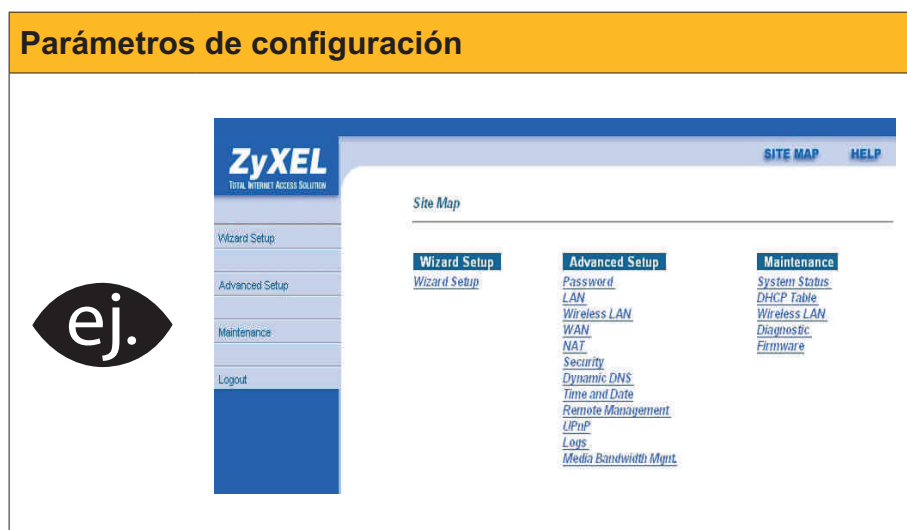 Parámetros de configuración
ZyXEL
TOTAL INTERNET ACCESS SOLUTION
SITE MAP HELP
Site Map
Wizard Setup
Advanced Setup
Maintenance
Logout
ej.
Wizard Setup
Wizard Setup
Advanced Setup
Password
LAN
Wireless LAN
WAN
NAT
Security
Dynamic DNS
Time and Date
Remote Management
UPnP
Logs
Media Bandwidth Mgnt.
Maintenance
System Status
DHCP Table
Wireless LAN
Diagnostic
Firmware